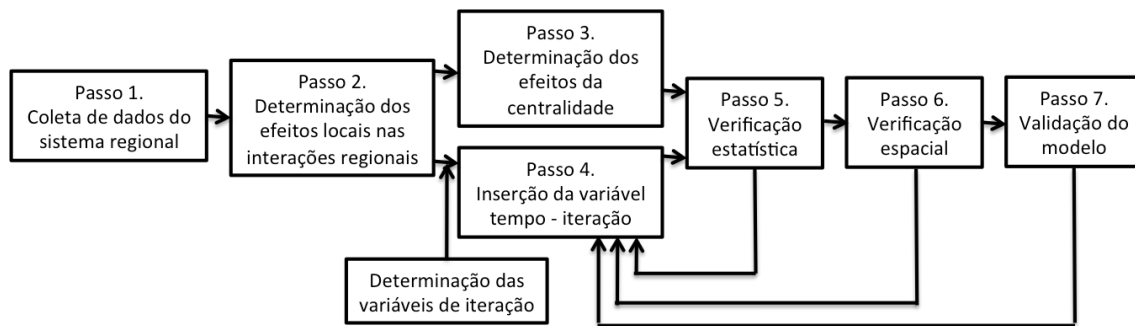 Passo 1.
Coleta de dados do
sistema regional
Passo 2.
Determinação dos
efeitos locais nas
interações regionais
Passo 3.
Determinação dos
efeitos da
centralidade
Passo 4.
Inserção da variável
tempo - iteração
Determinação das
variáveis de iteração
Passo 5.
Verificação
estatística
Passo 6.
Verificação
espacial
Passo 7.
Validação do
modelo